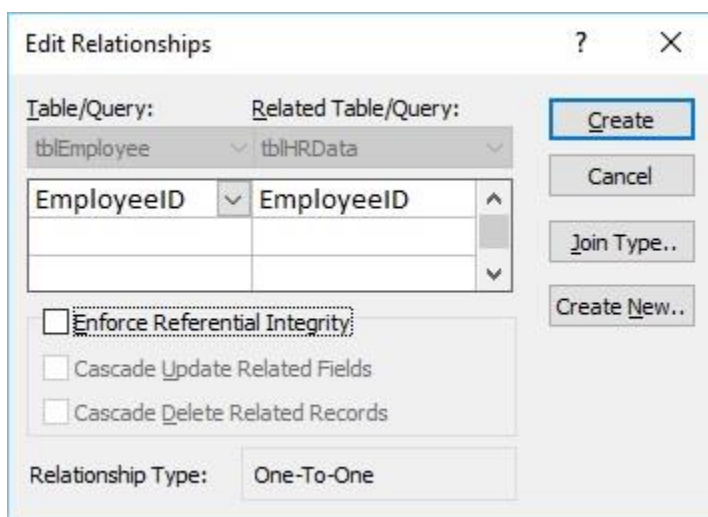 Edit Relationships ? X
Table/Query: Related Table/Query: Create
tblEmployee tblHRData
Cancel
EmployeeID EmployeeID
Join Type..
Create New..
Enforce Referential Integrity
Cascade Update Related Fields
Cascade Delete Related Records
Relationship Type: One-To-One